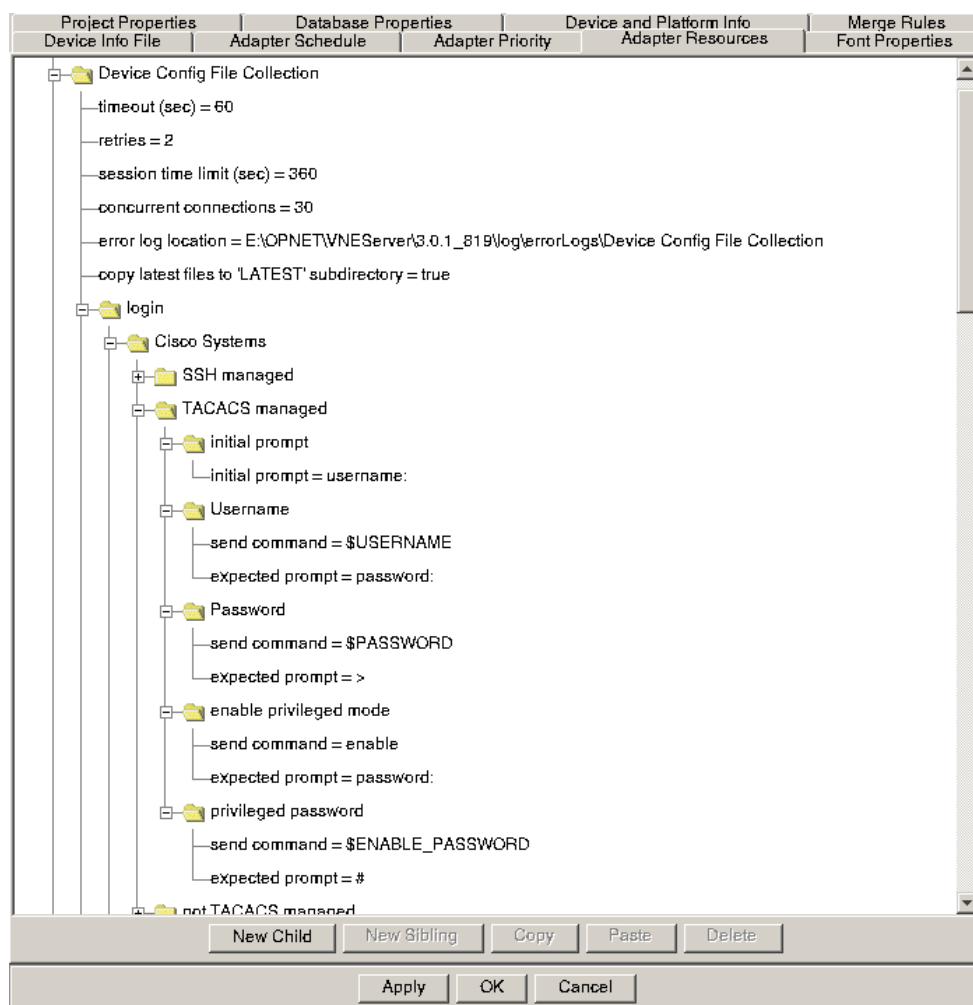 Project Properties Database Properties Device and Platform Info Merge Rules
Device Info File Adapter Schedule Adapter Priority Adapter Resources Font Properties
Device Config File Collection
timeout (sec) = 60
retries = 2
session time limit (sec) = 360
concurrent connections = 30
error log location = E:\OPNET\VNEServer\3.0.1_819\log\errorLogs\Device Config File Collection
copy latest files to 'LATEST' subdirectory = true
login
Cisco Systems
SSH managed
TACACS managed
initial prompt
initial prompt = username:
Username
send command = $USERNAME
expected prompt = password:
Password
send command = $PASSWORD
expected prompt = >
enable privileged mode
send command = enable
expected prompt = password:
privileged password
send command = $ENABLE_PASSWORD
expected prompt = #
not TACACS managed
New Child New Sibling Copy Paste Delete
Apply OK Cancel